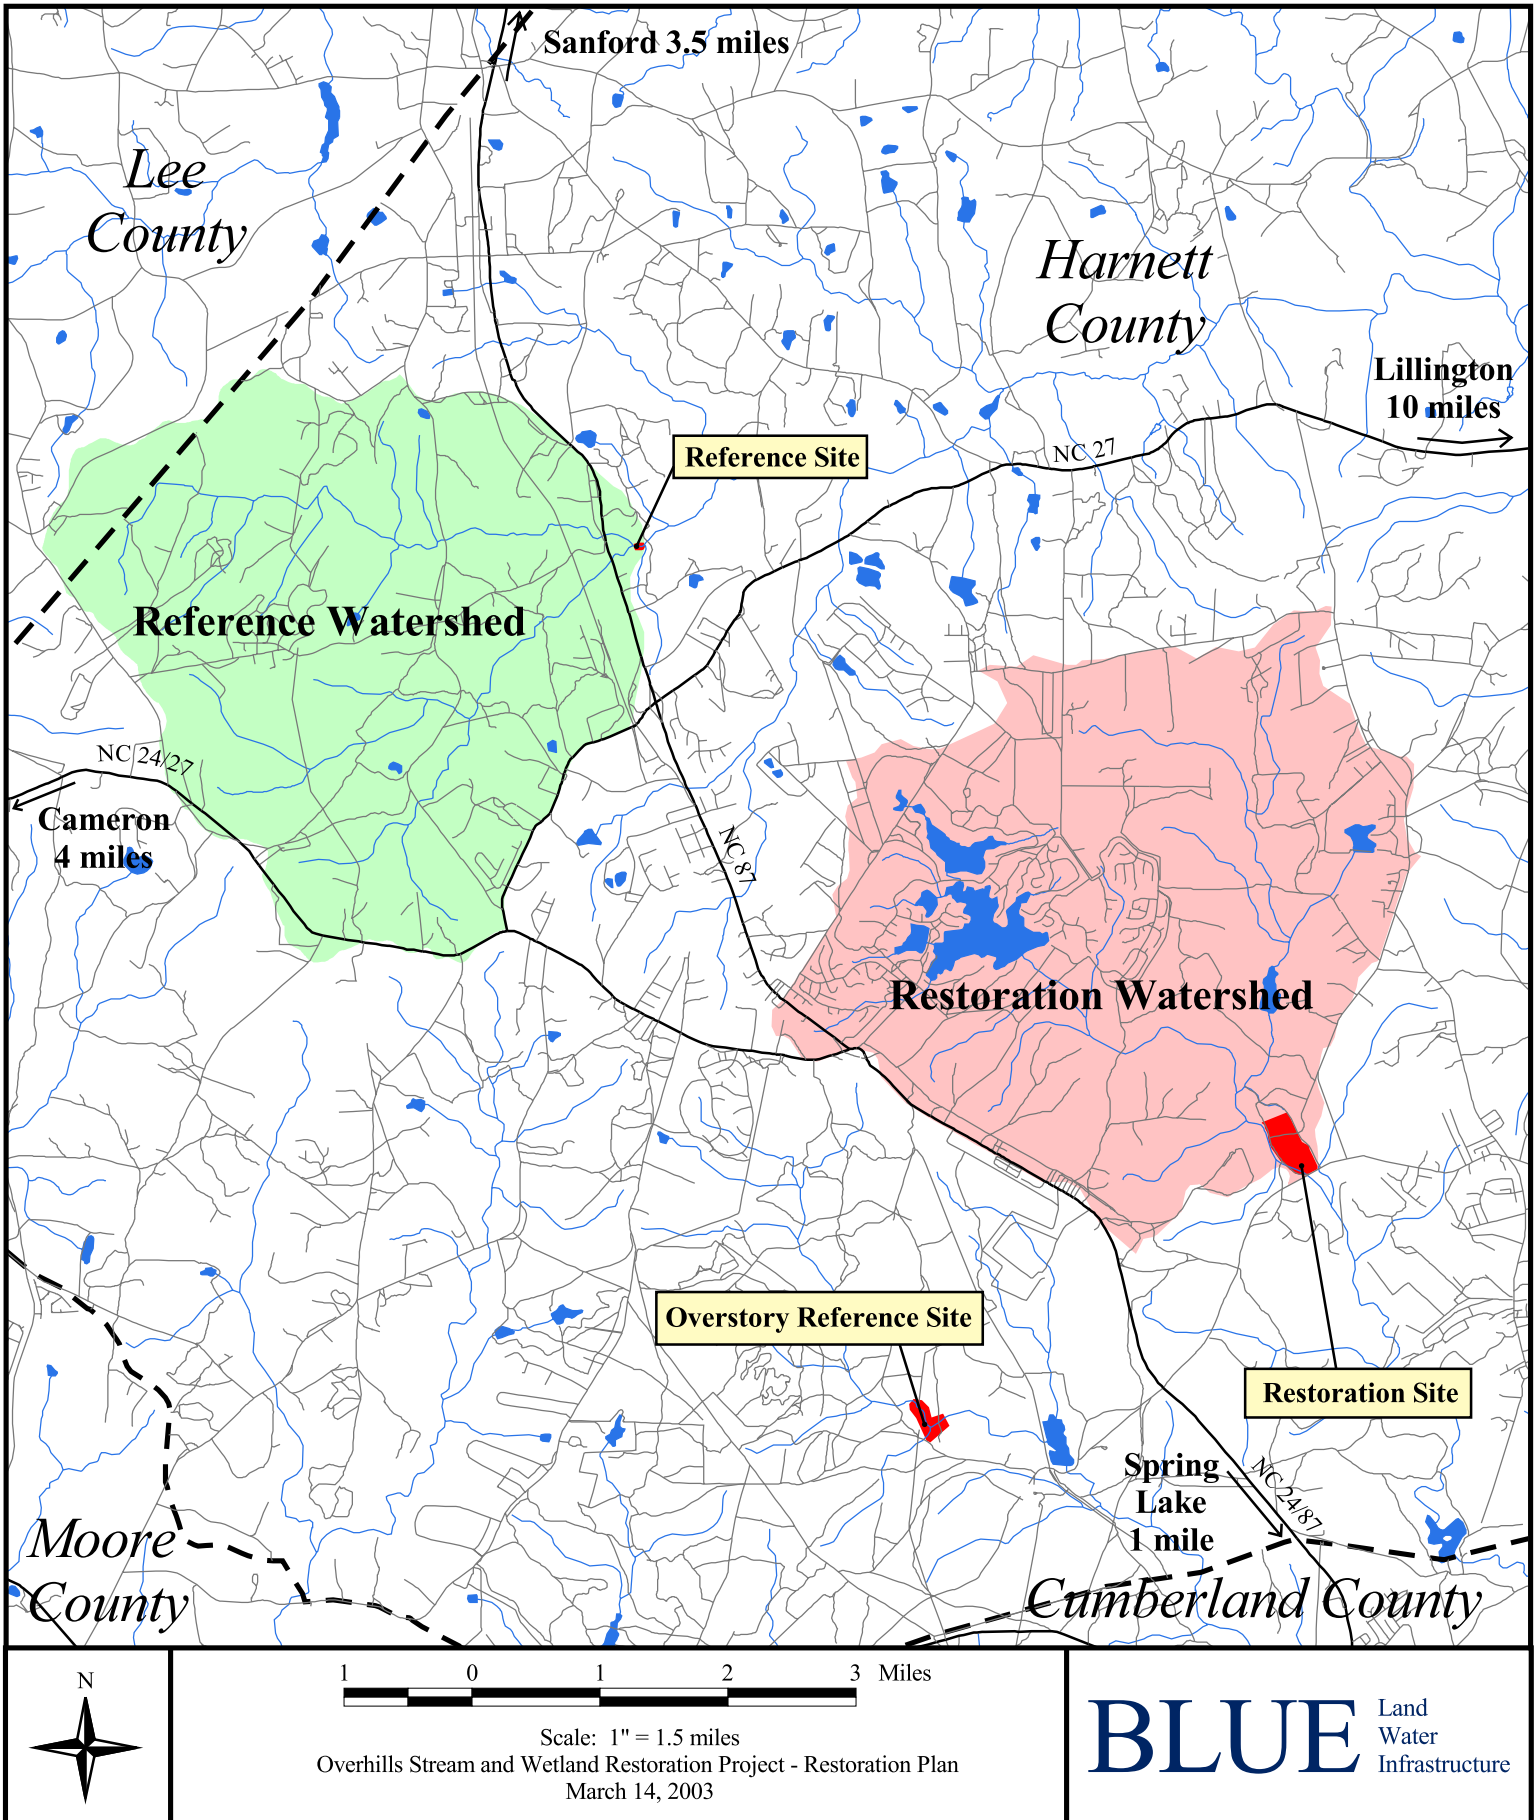 Sanford 3.5 miles
Lee
County
Harnett
County
Lillington
10 miles
NC 27
Reference Site
Reference Watershed
NC 24/27
Cameron
4 miles
NC 87
Restoration Watershed
Overstory Reference Site
Restoration Site
Spring
Lake
1 mile
NC 24/87
Moore
County
Cumberland County
N
1 0 1 2 3 Miles
Scale: 1" = 1.5 miles
Overhills Stream and Wetland Restoration Project - Restoration Plan
March 14, 2003
BLUE
Land
Water
Infrastructure